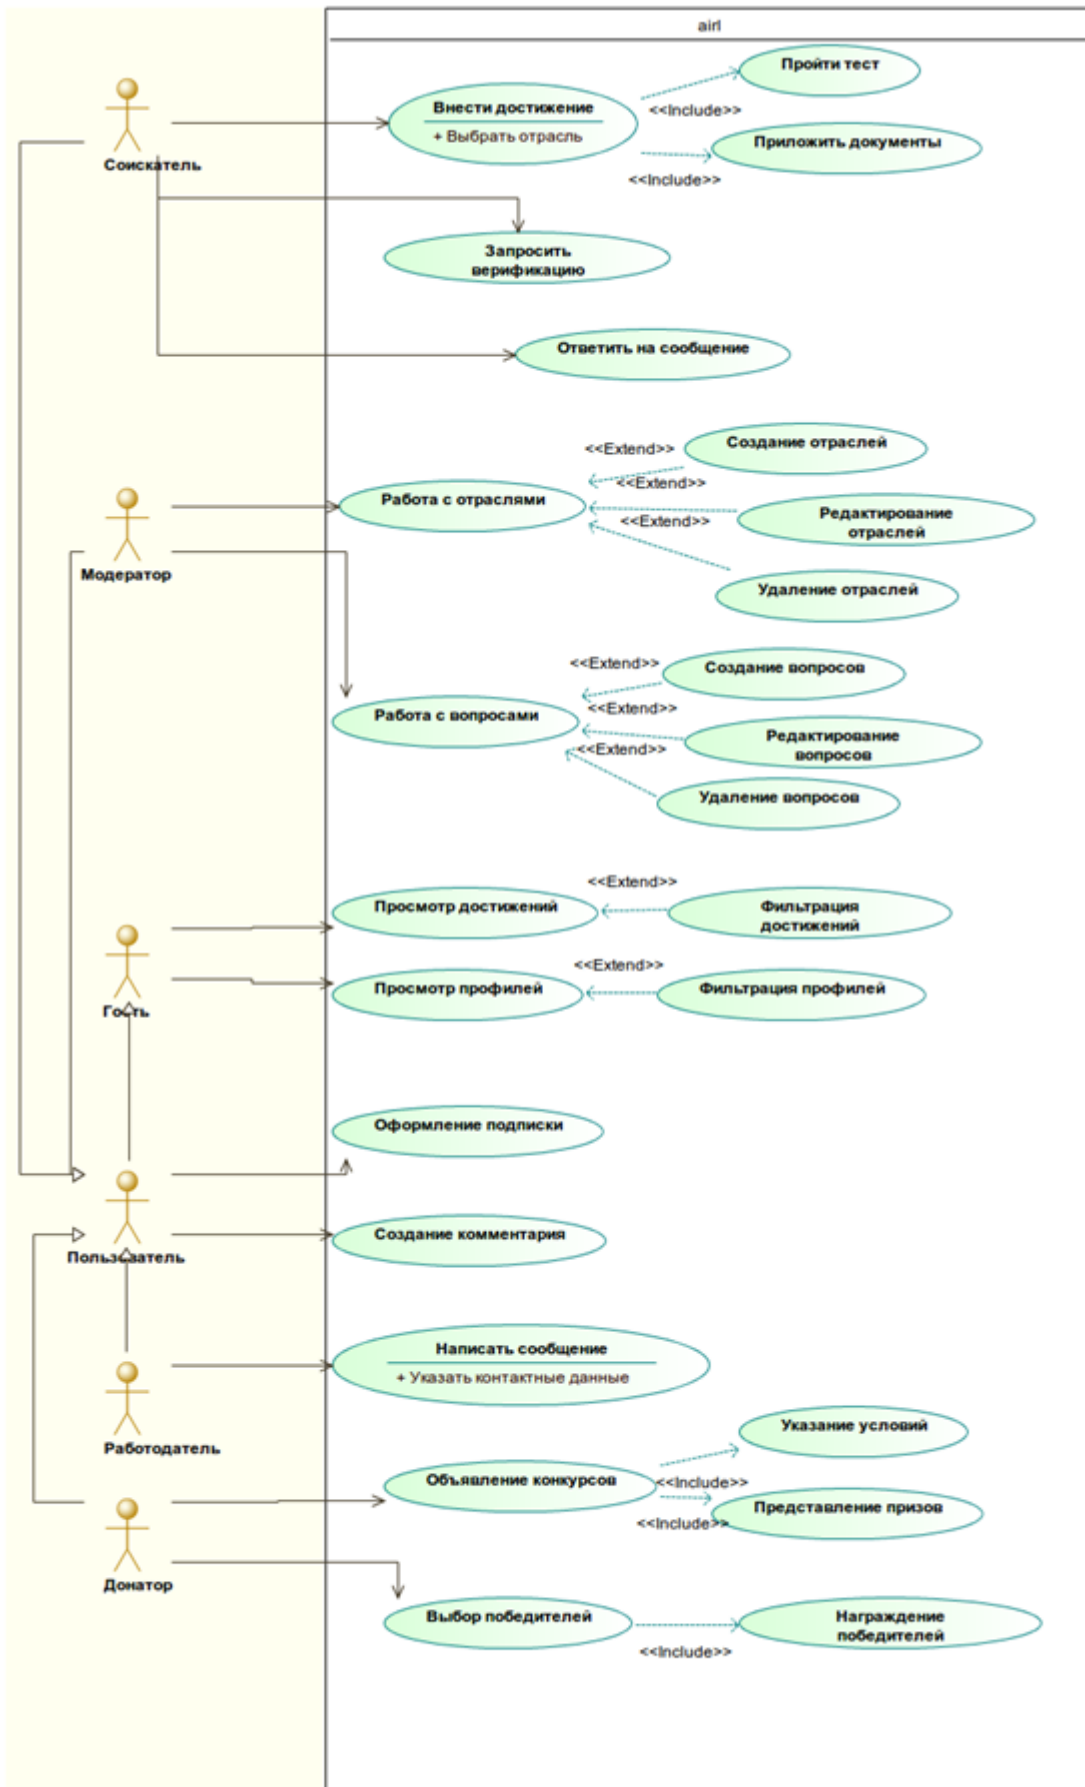 airl
Пройти тест
Внести достижение
<<Include>>
+ Выбрать отрасль
Приложить документы
Соискатель
<<Include>>
Запросить
верификацию
Ответить на сообщение
Создание отраслей
<<Extend>>
<<Extend>>
Работа с отраслями
<<Extend>>
Редактирование
отраслей
Модератор
Удаление отраслей
<<Extend>>
Создание вопросов
<<Extend>>
Работа с вопросами
Редактирование
вопросов
<<Extend>>
Удаление вопросов
<<Extend>>
Просмотр достижений
Фильтрация
достижений
<<Extend>>
Просмотр профилей
Фильтрация профилей
Гость
Оформление подписки
Создание комментария
Пользователь
Написать сообщение
+ Указать контактные данные
Указание условий
Работодатель
Объявление конкурсов
<<Include>>
Представление призов
<<Include>>
Донатор
Выбор победителей
Награждение
победителей
<<Include>>